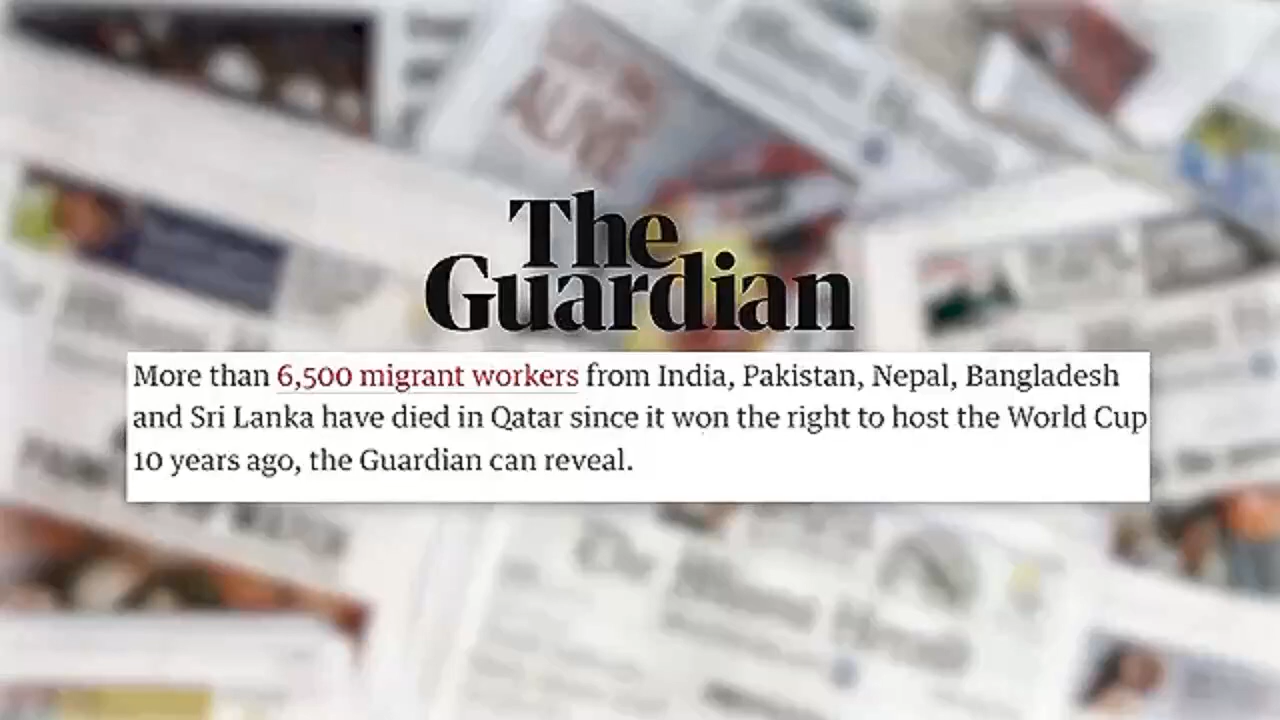 The
Guardian
More than 6,500 migrant workers from India, Pakistan, Nepal, Bangladesh
and Sri Lanka have died in Qatar since it won the right to host the World Cup
10 years ago, the Guardian can reveal.